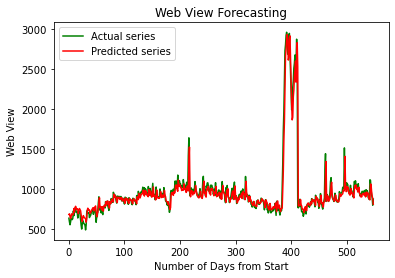 Web View Forecasting
Actual series
Predicted series
3000
2500
2000
1500
1000
500
Web View
0
100
200
300
400
500
Number of Days from Start